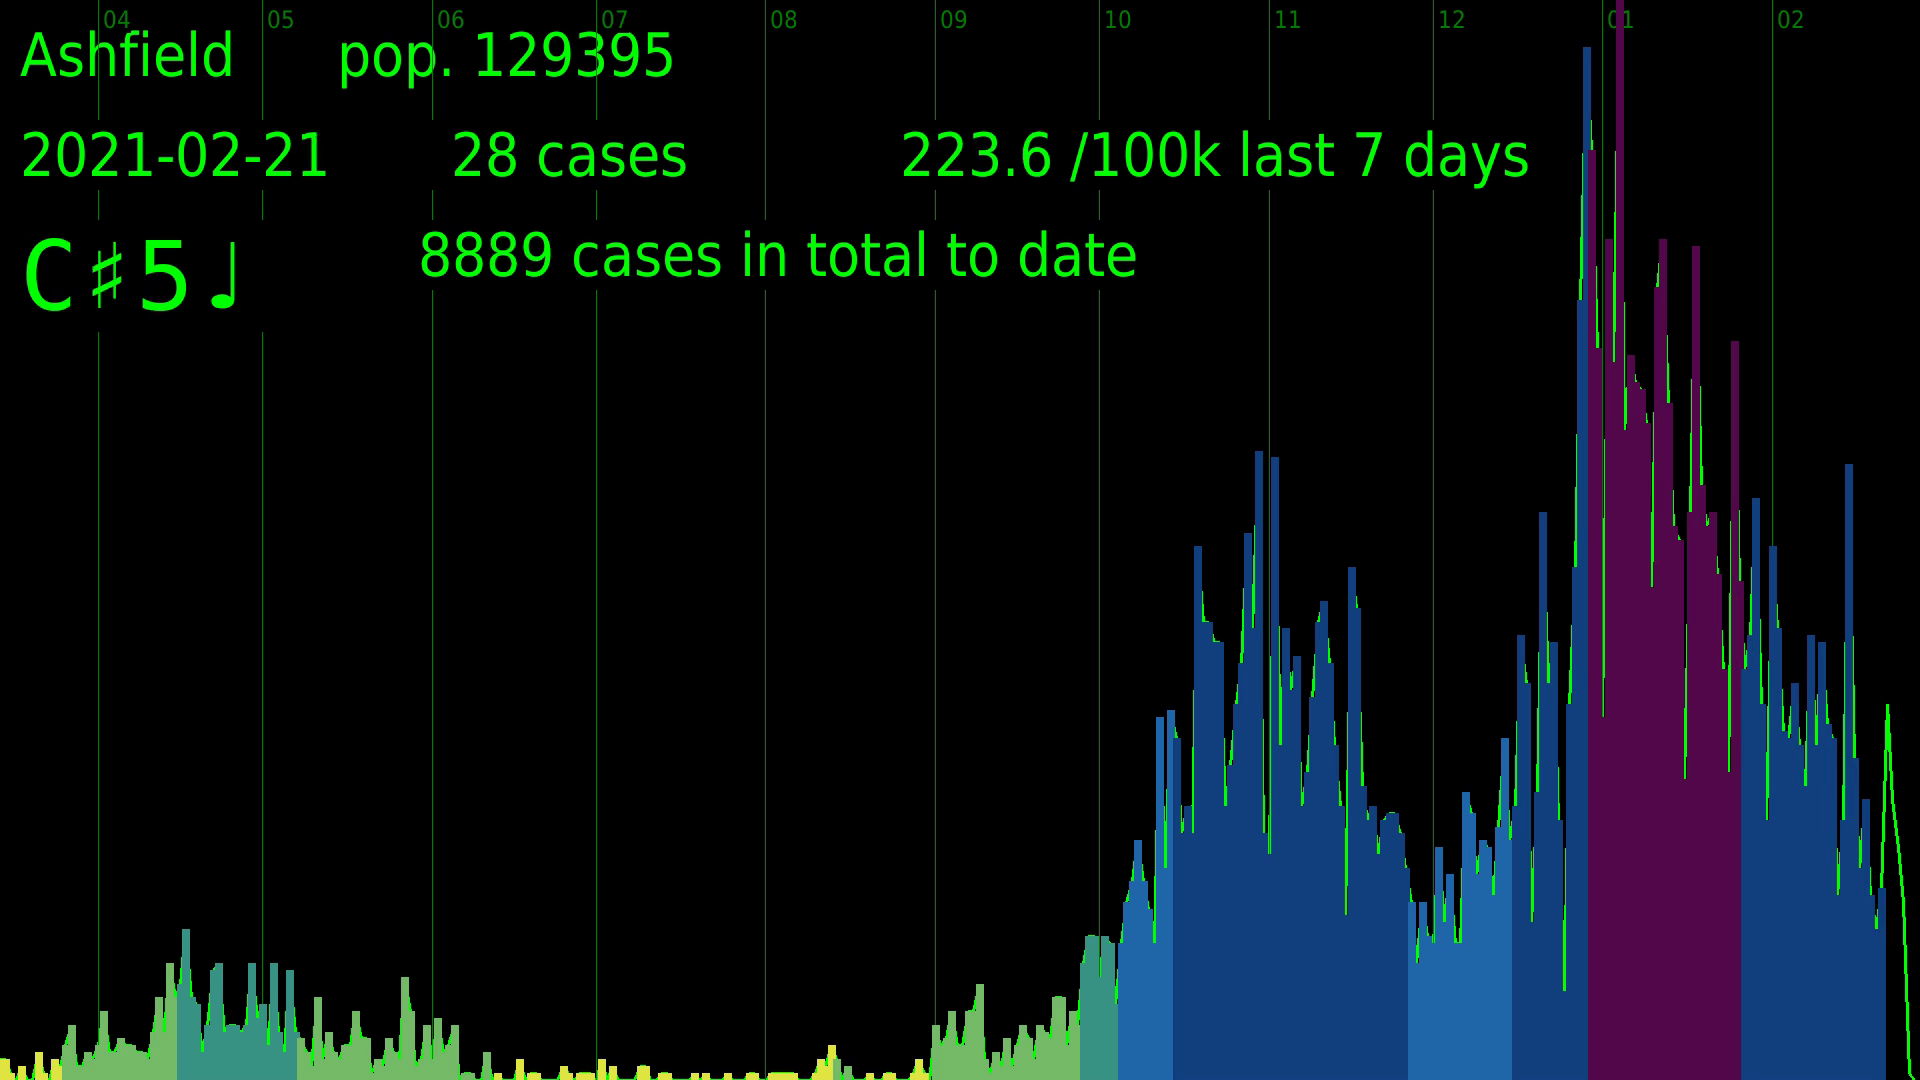 04 05 06 07 08 09 10 11 12 01 02
Ashfield pop. 129395
2021-02-21 28 cases 223.6 /100k last 7 days
C♯5♩ 8889 cases in total to date